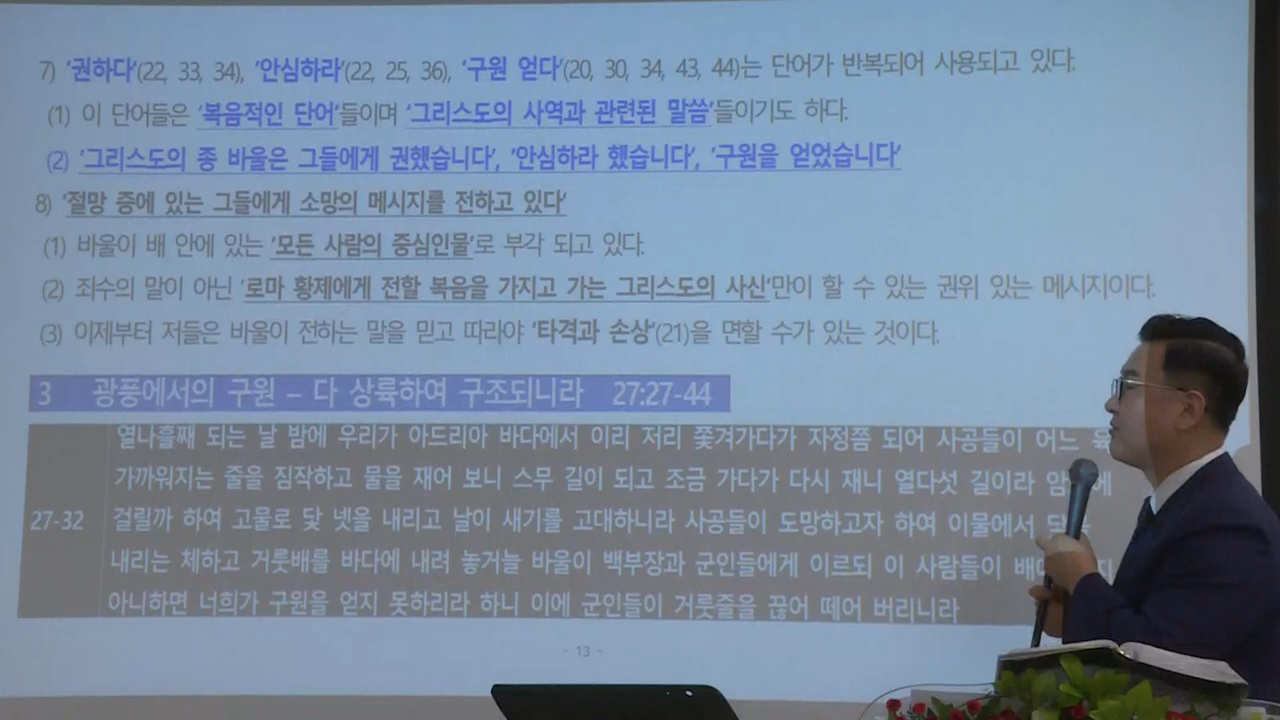 7) '권하다'(22, 33, 34), '안심하라'(22, 25, 36), '구원 얻다'(20, 30, 34, 43, 44)는 단어가 반복되어 사용되고 있다.
(1) 이 단어들은 '복음적인 단어'들이며 '그리스도의 사역과 관련된 말씀'들이기도 하다.
(2) '그리스도의 종 바울은 그들에게 권했습니다', '안심하라 했습니다', '구원을 얻었습니다'
8) '절망 중에 있는 그들에게 소망의 메시지를 전하고 있다'
(1) 바울이 배 안에 있는 '모든 사람의 중심인물'로 부각 되고 있다.
(2) 죄수의 말이 아닌 '로마 황제에게 전할 복음을 가지고 가는 그리스도의 사신'만이 할 수 있는 권위 있는 메시지이다.
(3) 이제부터 저들은 바울이 전하는 말을 믿고 따라야 '타격과 손상'(21)을 면할 수가 있는 것이다.
3 광풍에서의 구원 – 다 상륙하여 구조되니라 27:27-44
열나흘째 되는 날 밤에 우리가 아드리아 바다에서 이리 저리 쫓겨가다가 자정쯤 되어 사공들이 어느
가까워지는 줄을 짐작하고 물을 재어 보니 스무 길이 되고 조금 가다가 다시 재니 열다섯 길이라
27-32 걸릴까 하여 고물로 닻 넷을 내리고 날이 새기를 고대하니라 사공들이 도망하고자 하여 이물에서
내리는 체하고 거룻배를 바다에 내려 놓거늘 바울이 백부장과 군인들에게 이르되 이 사람들이
아니하면 너희가 구원을 얻지 못하리라 하니 이에 군인들이 거룻줄을 끊어 떼어 버리니라
- 13 -